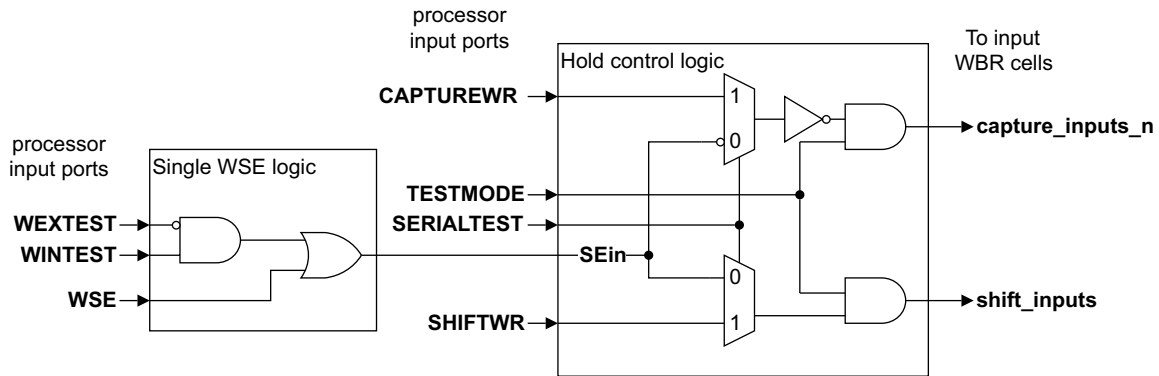 processor
input ports
To input
WBR cells
Hold control logic
CAPTUREWR
1
capture_inputs_n
0
processor
input ports
Single WSE logic
TESTMODE
WEXTEST
SERIALTEST
WINTEST
SEin
0
WSE
shift_inputs
SHIFTWR
1